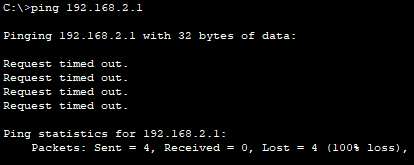 C:\>ping 192.168.2.1
Pinging 192.168.2.1 with 32 bytes of data:
Request timed out.
Request timed out.
Request timed out.
Request timed out.
Ping statistics for 192.168.2.1:
    Packets: Sent = 4, Received = 0, Lost = 4 (100% loss),